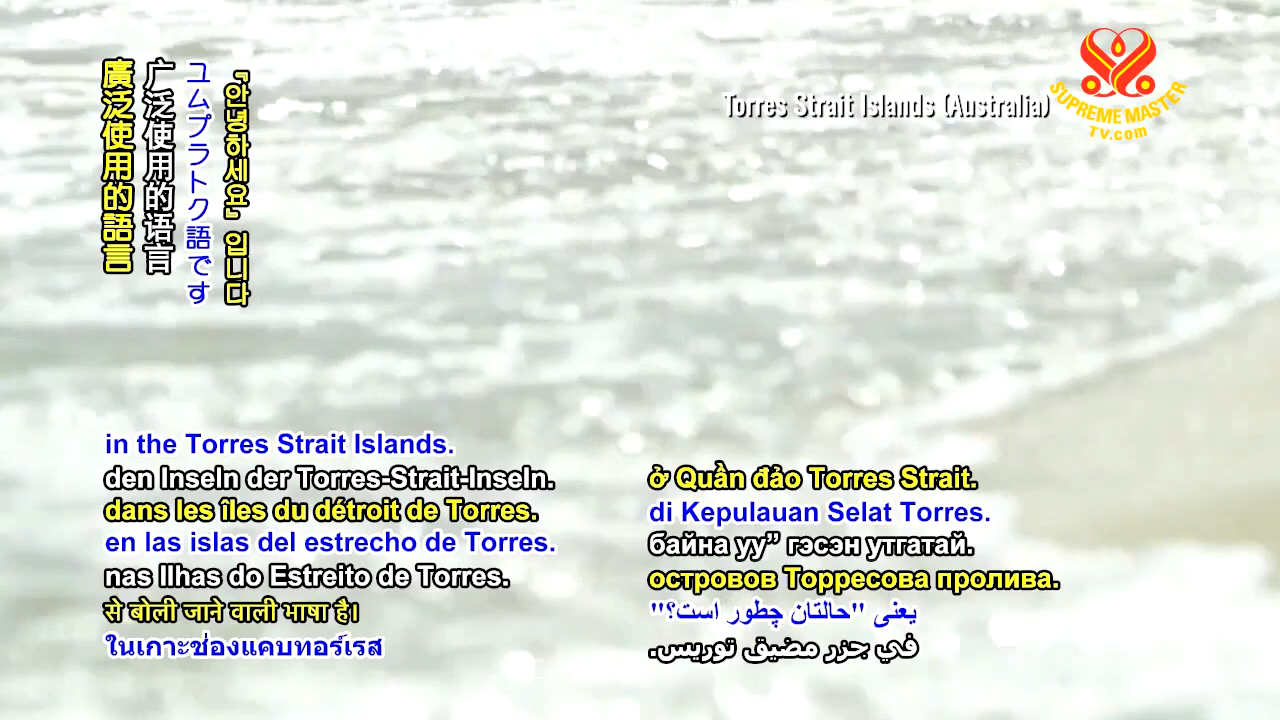 Torres Strait Islands (Australia)
SUPREME MASTER
TV.com
廣泛使用的語言
广泛使用的语言
ユムプラトク語です
『안녕하세요』 입니다
in the Torres Strait Islands.
den Inseln der Torres-Strait-Inseln.
dans les îles du détroit de Torres.
en las islas del estrecho de Torres.
nas Ilhas do Estreito de Torres.
से बोली जाने वाली भाषा है।
ในเกาะช่องแคบทอร์เรส
ở Quần đảo Torres Strait.
di Kepulauan Selat Torres.
байна уу” гэсэн утгатай.
островов Торресова пролива.
یعنی "حالتان چطور است؟"
في جزر مضيق توريس.